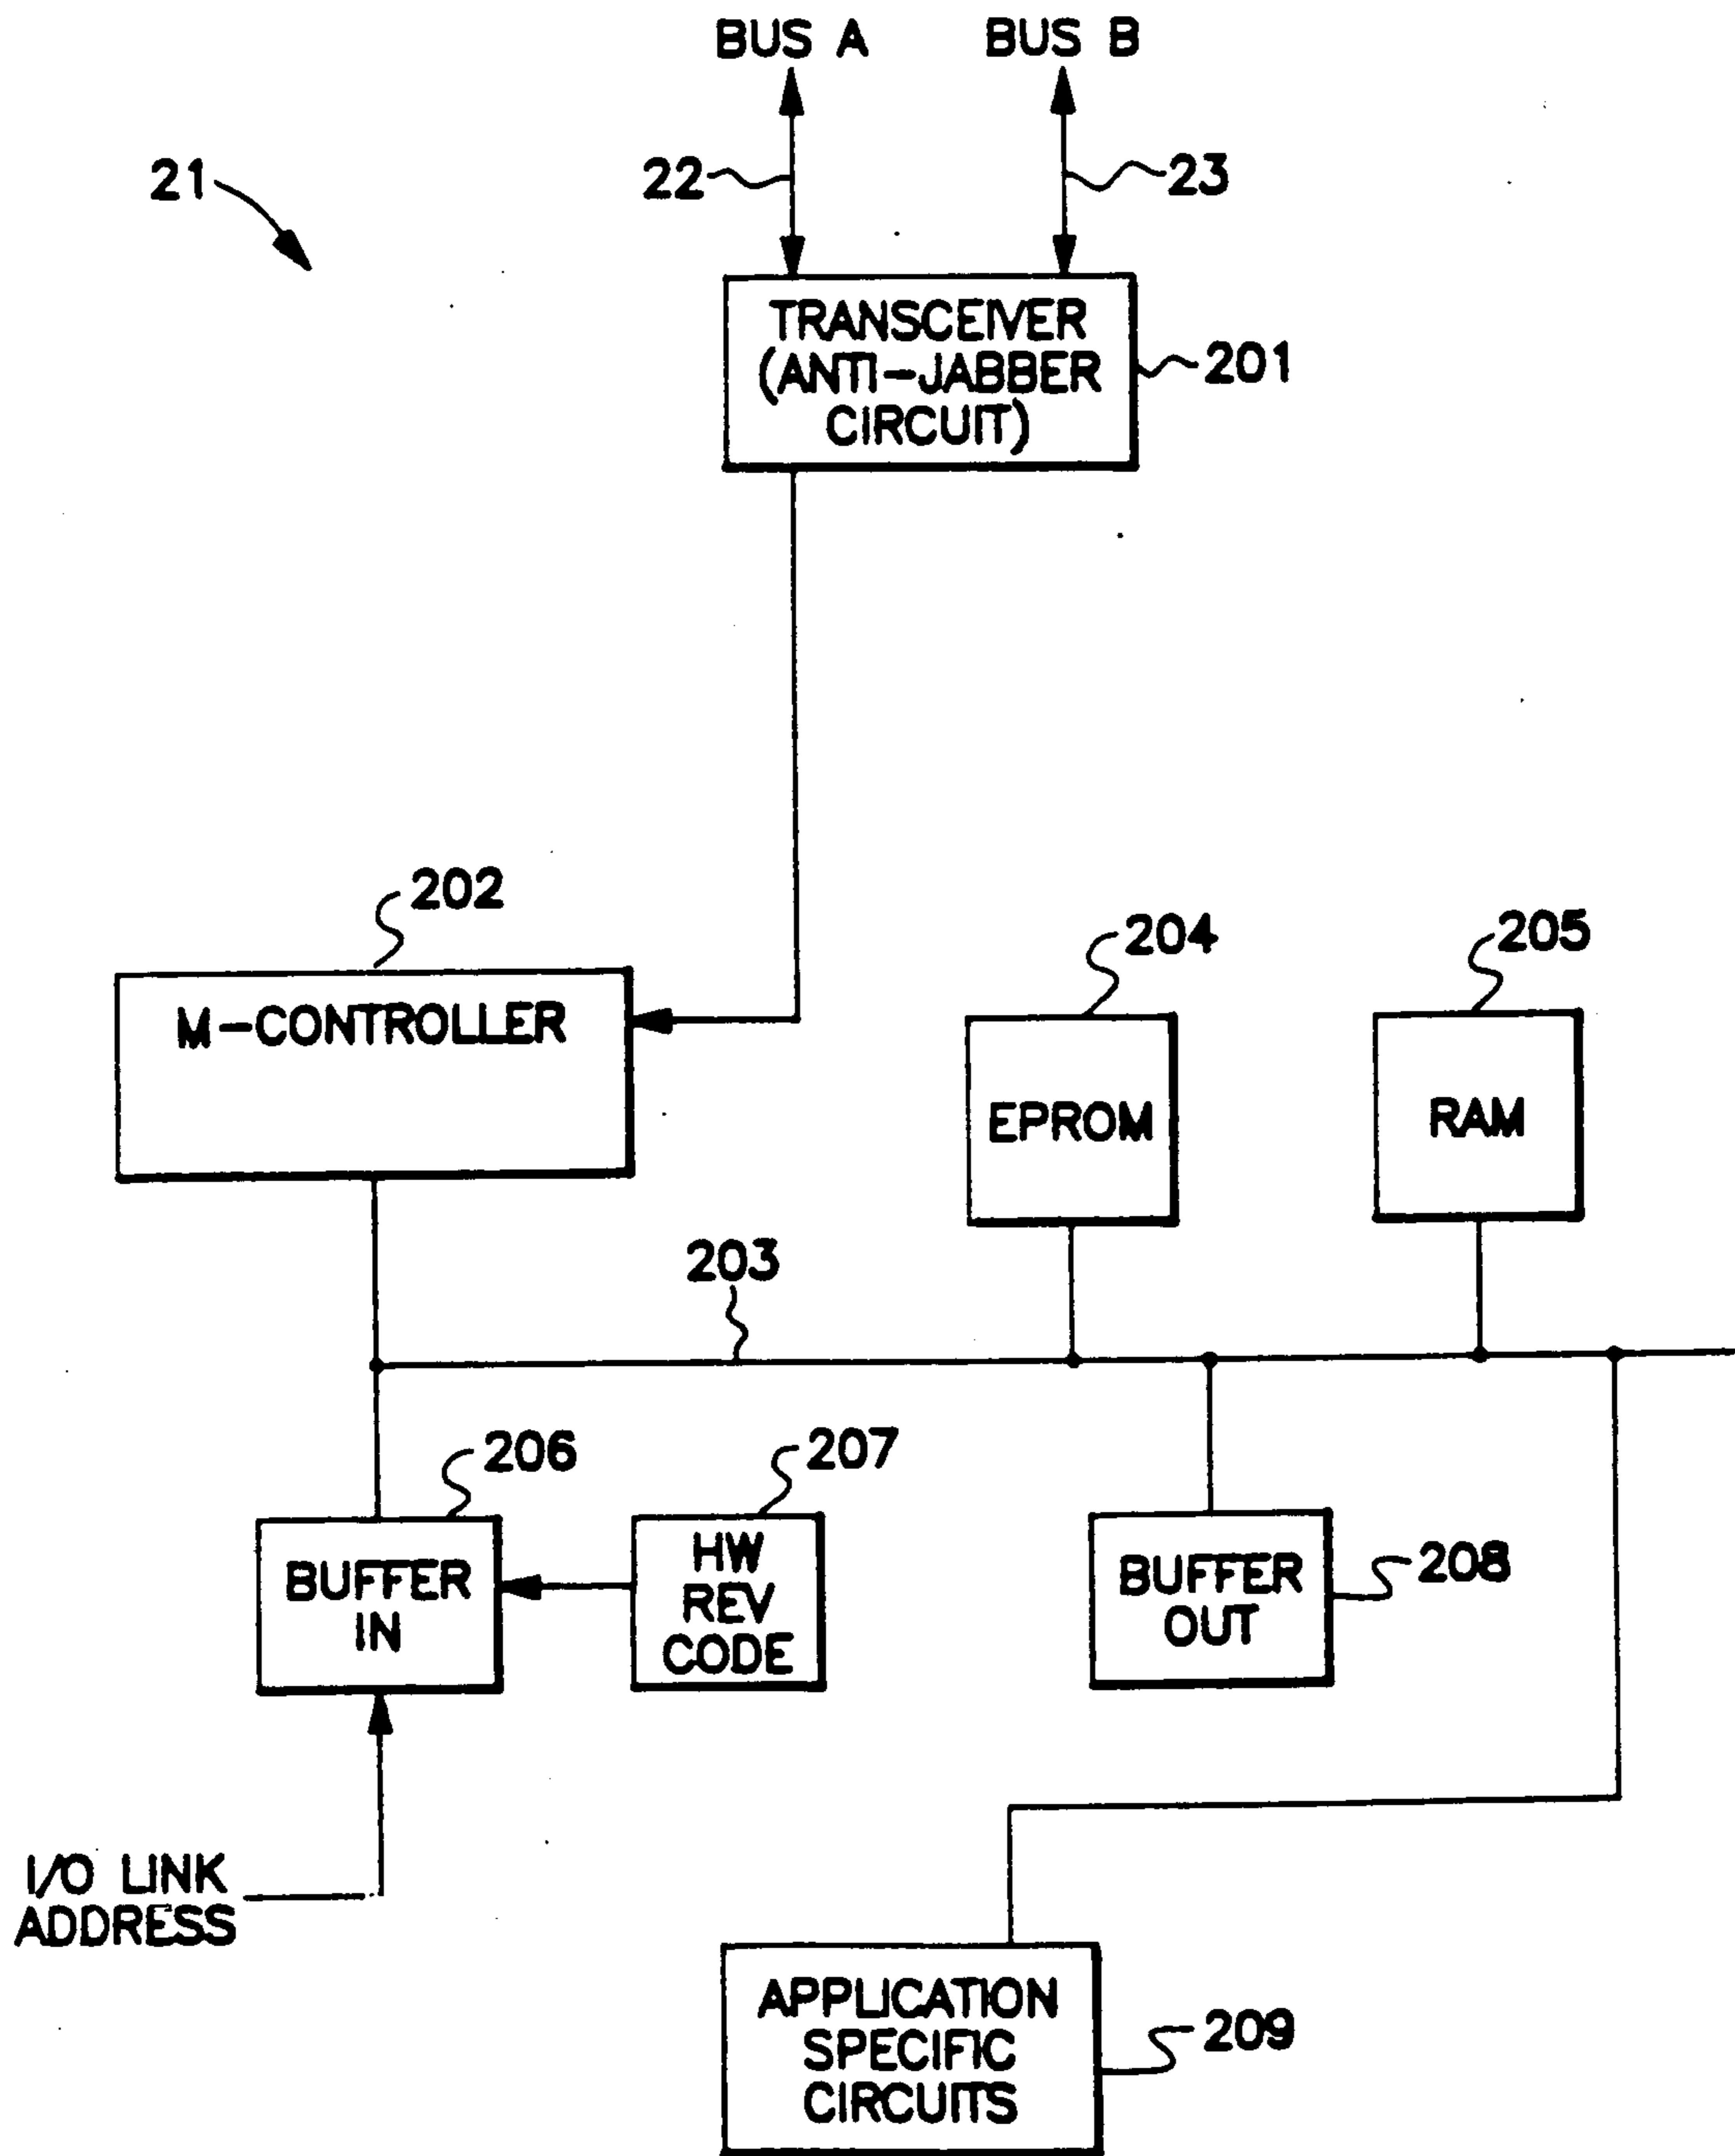 BUS A
BUS B
22
23
21
TRANSCEIVER
(ANTI-JABBER
CIRCUIT)
201
202
M-CONTROLLER
204
EPROM
205
RAM
203
206
BUFFER
IN
207
HW
REV
CODE
BUFFER
OUT
208
I/O LINK
ADDRESS
APPLICATION
SPECIFIC
CIRCUITS
209